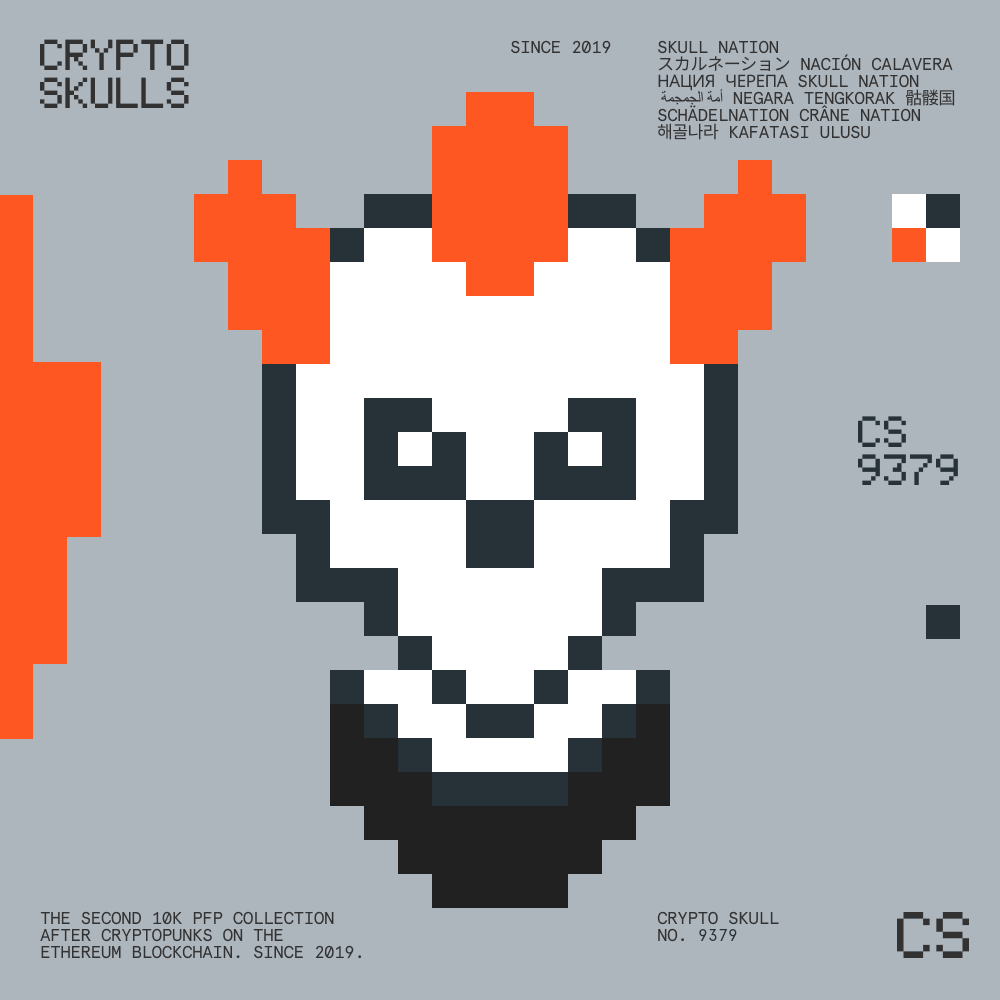 CRYPTO
SKULLS
SINCE 2019
SKULL NATION
スカルネーション NACIÓN CALAVERA
НАЦИЯ ЧЕРЕПА SKULL NATION
أمة الجمجمة NEGARA TENGKORAK 骷髅国
SCHÄDELNATION CRÂNE NATION
해골나라 KAFATASI ULUSU
CS
9379
THE SECOND 10K PFP COLLECTION
AFTER CRYPTOPUNKS ON THE
ETHEREUM BLOCKCHAIN. SINCE 2019.
CRYPTO SKULL
NO. 9379
CS